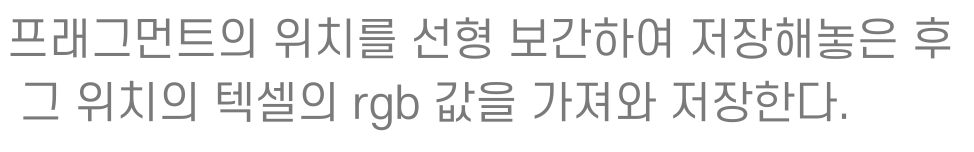 프래그먼트의 위치를 선형 보간하여 저장해놓은 후
그 위치의 텍셀의 rgb 값을 가져와 저장한다.